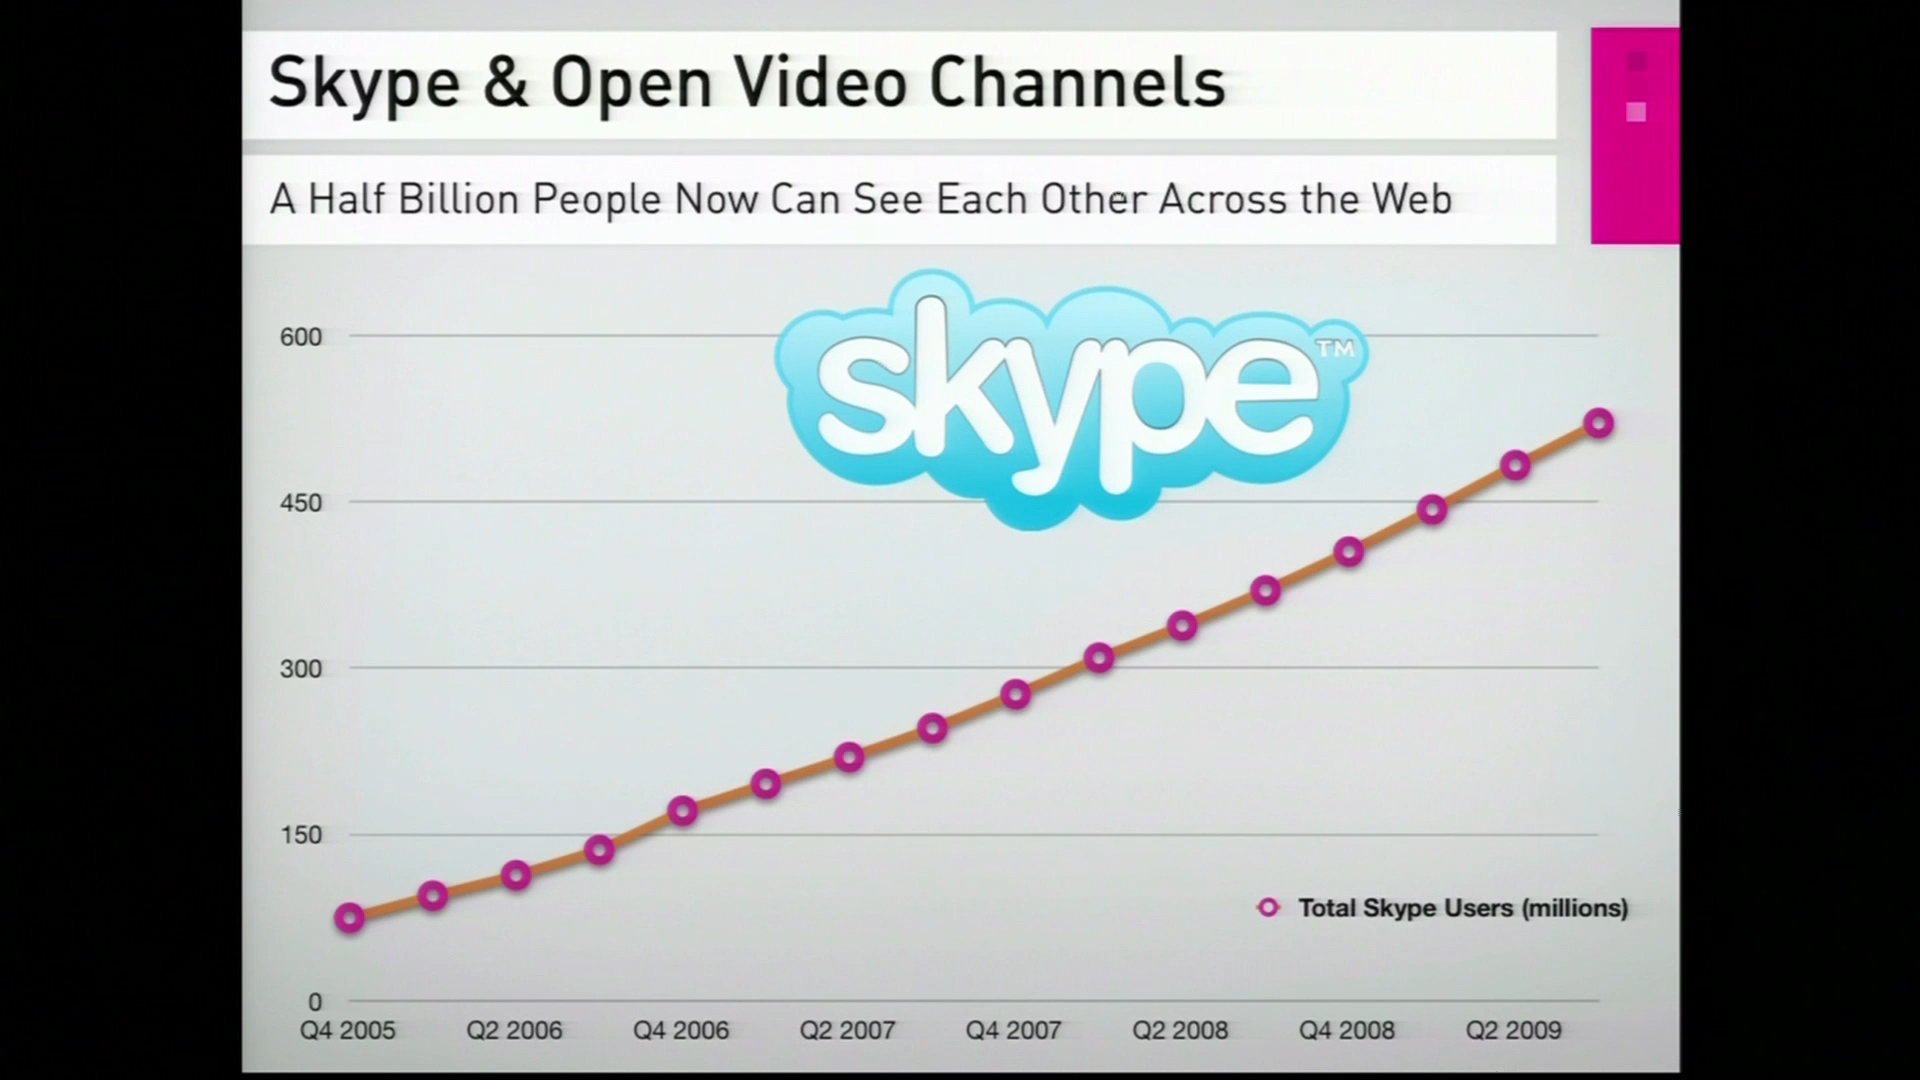 Skype & Open Video Channels
A Half Billion People Now Can See Each Other Across the Web
skype™
600
450
300
150
0
Q4 2005 Q2 2006 Q4 2006 Q2 2007 Q4 2007 Q2 2008 Q4 2008 Q2 2009
Total Skype Users (millions)